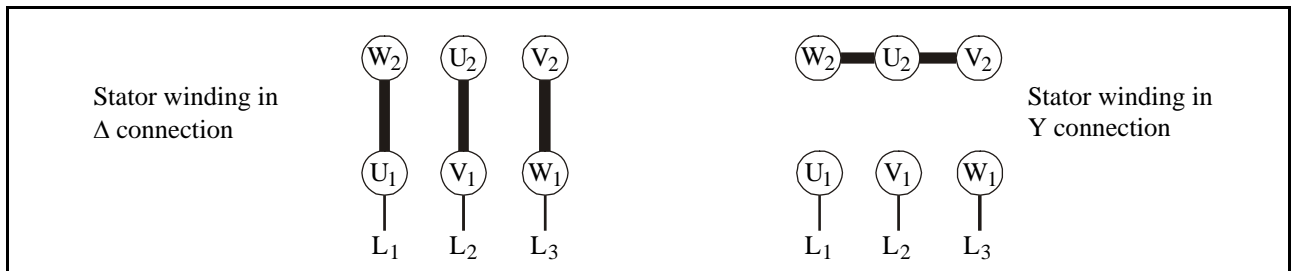 W2 U2 V2
Stator winding in
Δ connection
U1 V1 W1
L1 L2 L3
W2 U2 V2
Stator winding in
Y connection
U1 V1 W1
L1 L2 L3